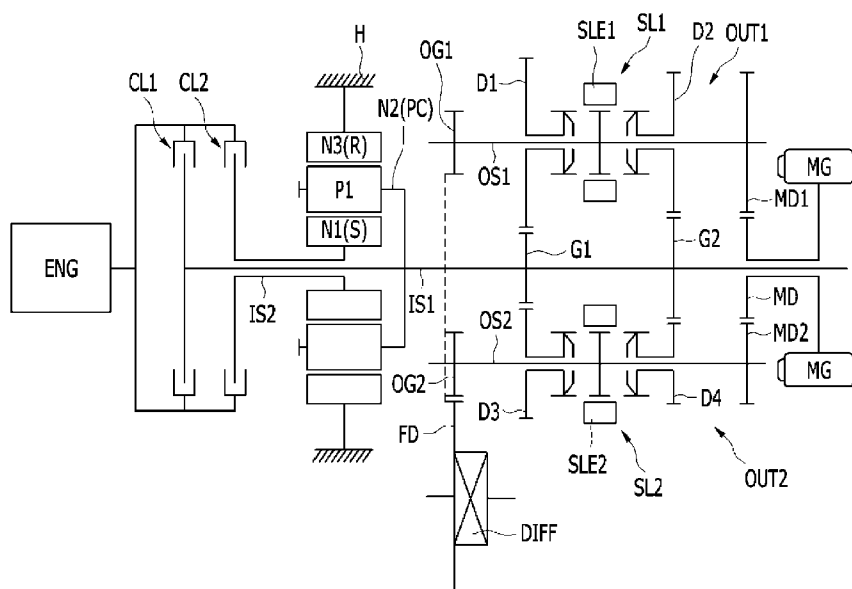 H
OG1
SLE1
SL1
D2
OUT1
CL1
CL2
D1
N2(PC)
N3(R)
P1
N1(S)
OS1
MG
MD1
G1
G2
ENG
IS2
IS1
OS2
MD
MD2
OG2
MG
D3
D4
FD
SLE2
SL2
OUT2
DIFF